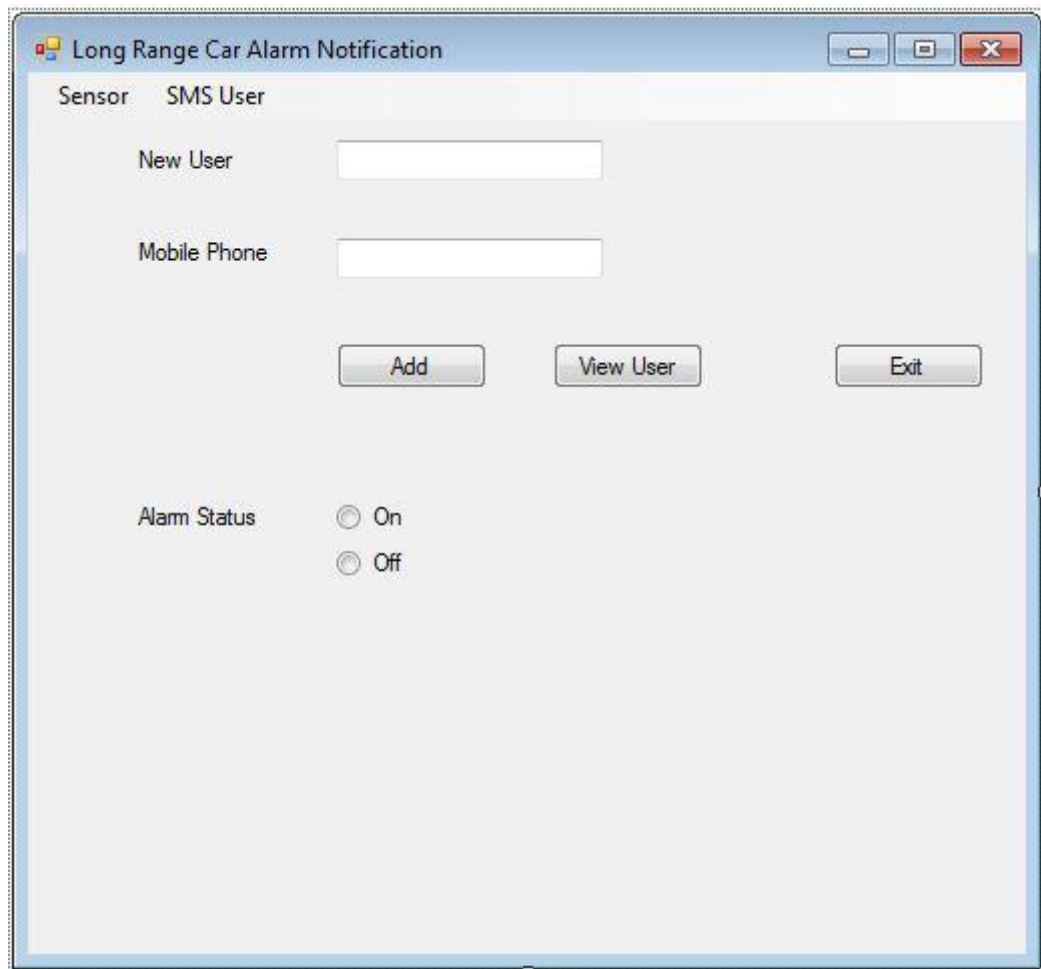 Long Range Car Alarm Notification
Sensor SMS User
New User
Mobile Phone
Add View User Exit
Alarm Status On
Off